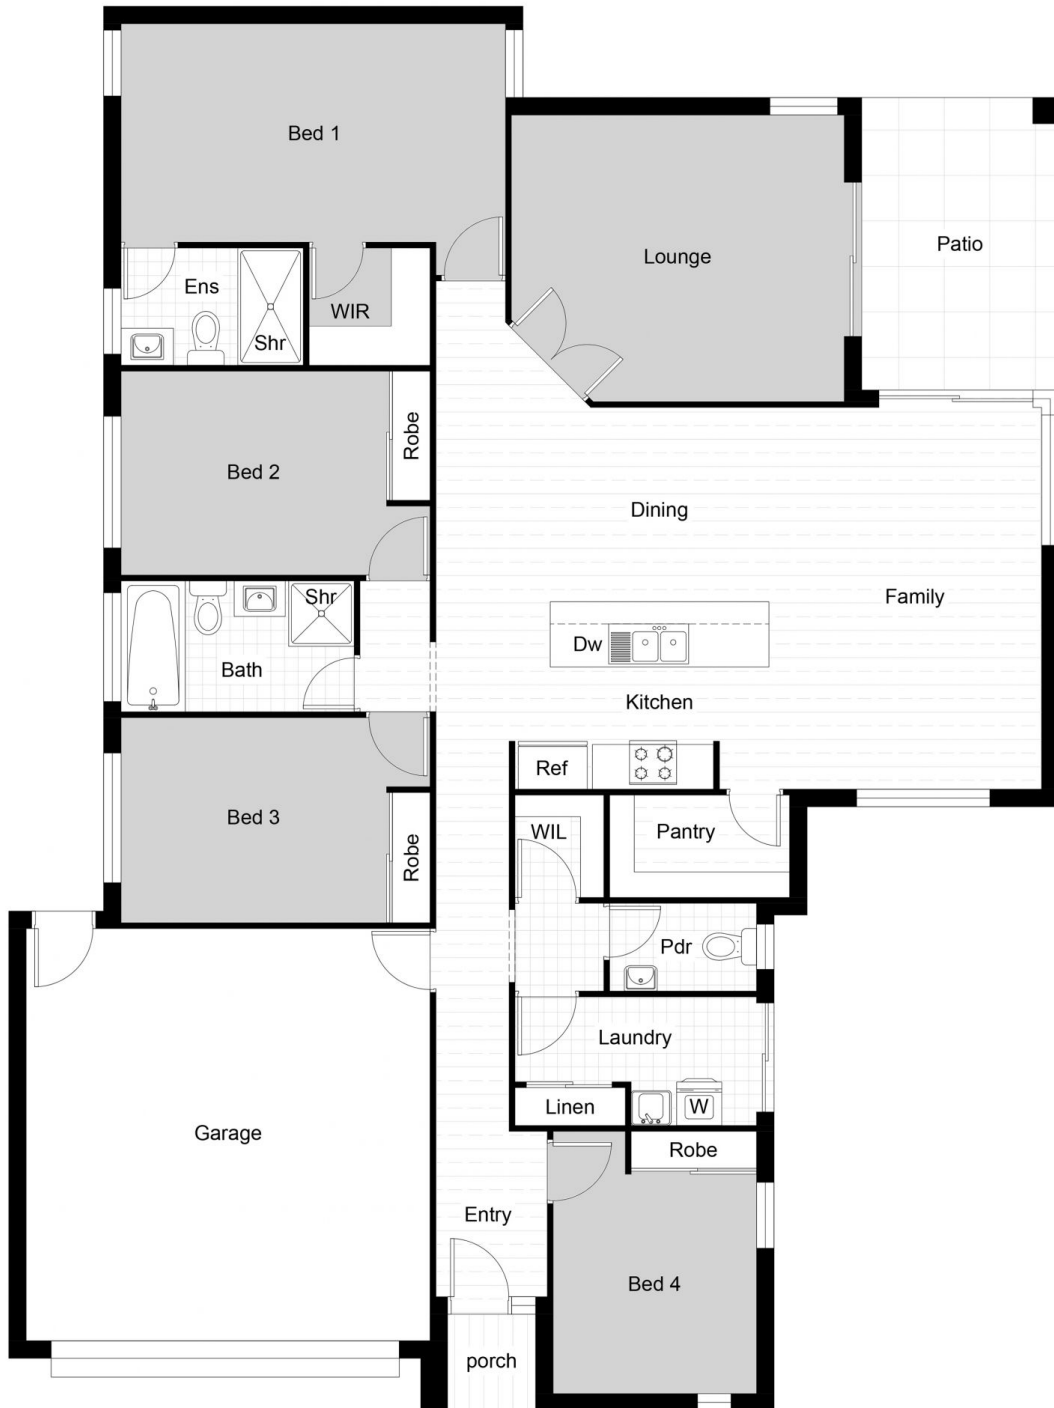 Bed 1
Lounge
Patio
Ens
WIR
Shr
Robe
Bed 2
Dining
Shr
Family
Dw
Bath
Kitchen
Ref
Bed 3
WIL
Pantry
Robe
Pdr
Laundry
Linen
W
Garage
Robe
Entry
Bed 4
porch